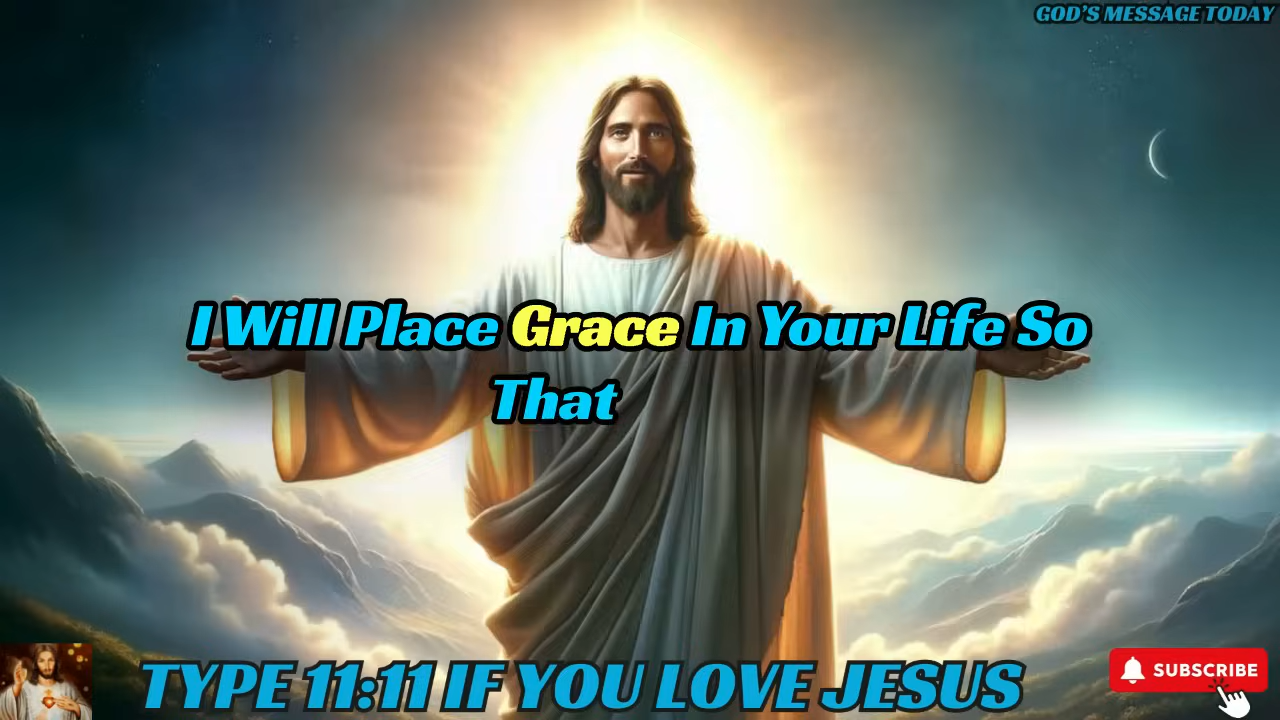 GOD'S MESSAGE TODAY
I Will Place Grace In Your Life So
That
TYPE 11:11 IF YOU LOVE JESUS
SUBSCRIBE